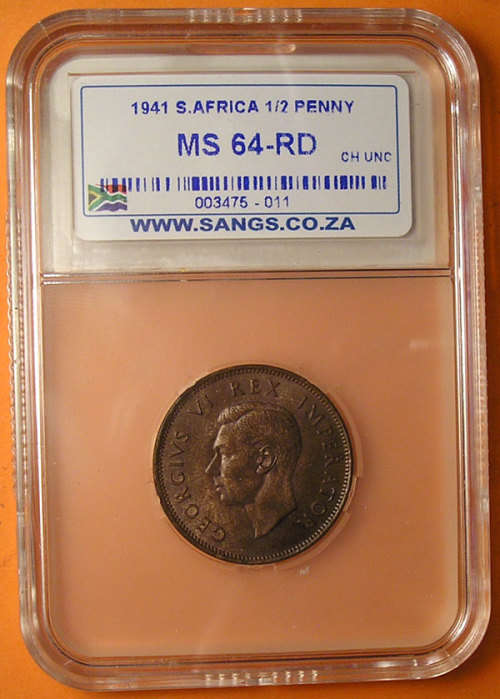 1941 S.AFRICA 1/2 PENNY
MS 64-RD
CH UNC
003475 - 011
WWW.SANGS.CO.ZA
GEORGIVS VI REX IMPERATOR